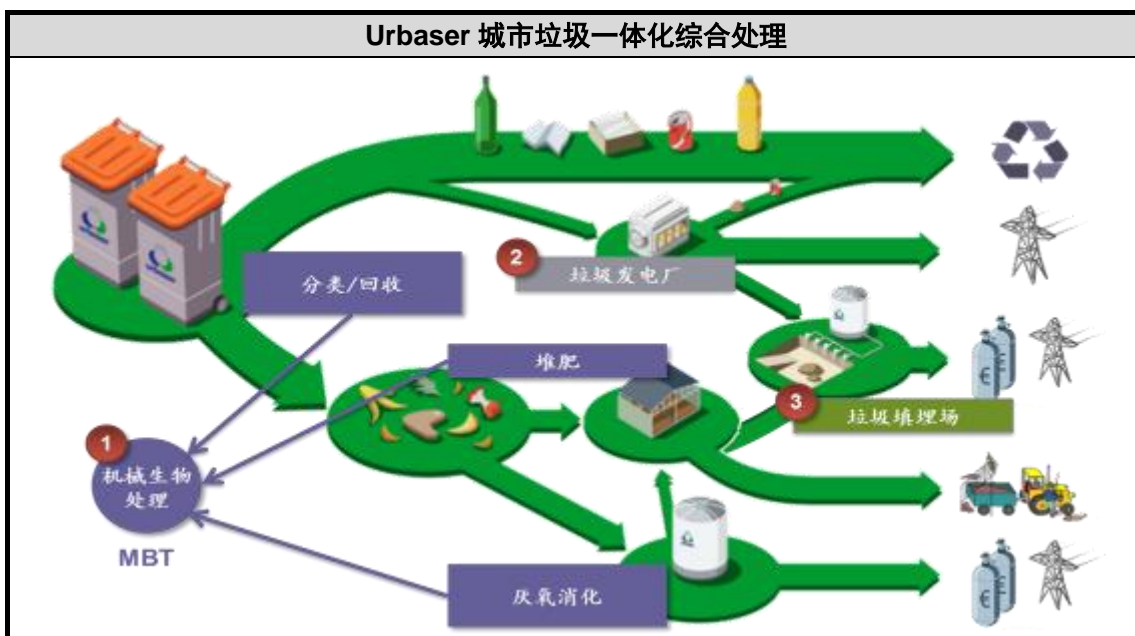 Urbaser 城市垃圾一体化综合处理
分类/回收
2
垃圾发电厂
堆肥
3
垃圾填埋场
1
机械生物
处理
MBT
厌氧消化